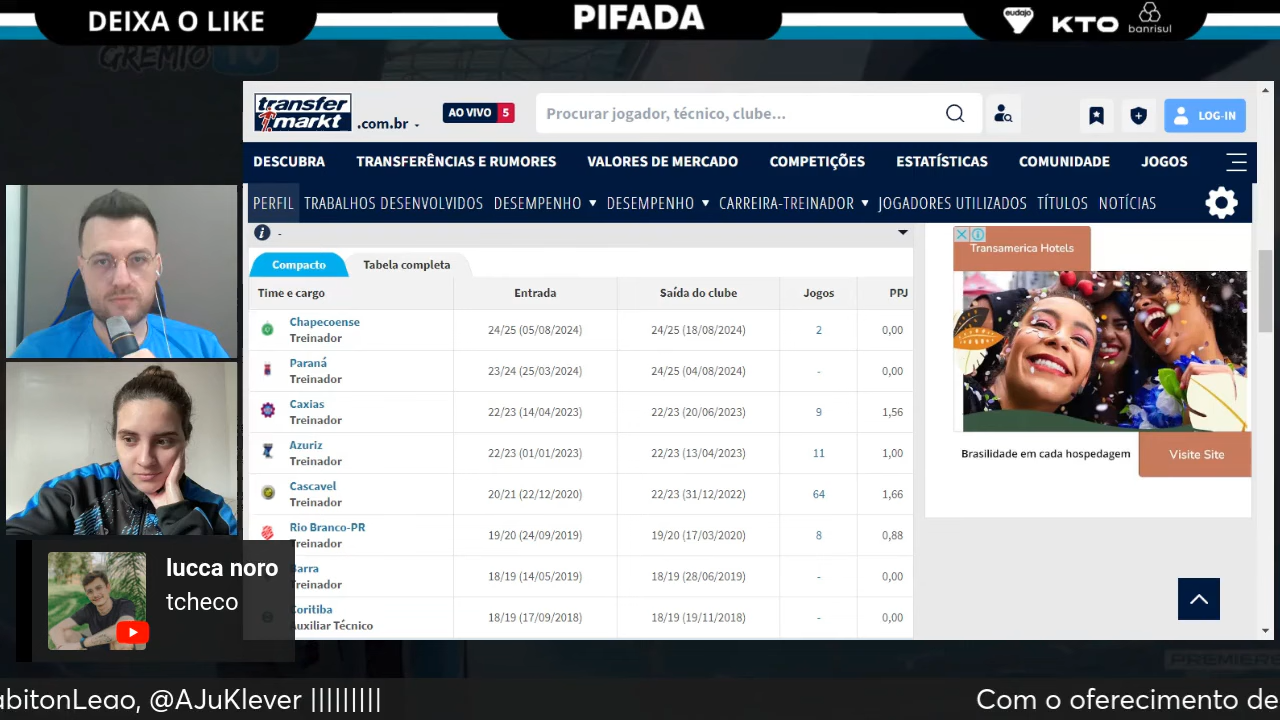 DEIXA O LIKE
PIFADA
eudajo
KTO
banrisul
GRÊMIO TV
transfer
markt
.com.br
AO VIVO 5
Procurar jogador, técnico, clube...
LOG-IN
DESCUBRA TRANSFERÊNCIAS E RUMORES VALORES DE MERCADO COMPETIÇÕES ESTATÍSTICAS COMUNIDADE JOGOS
PERFIL TRABALHOS DESENVOLVIDOS DESEMPENHO DESEMPENHO CARREIRA-TREINADOR JOGADORES UTILIZADOS TÍTULOS NOTÍCIAS
-
Compacto Tabela completa
Time e cargo Entrada Saída do clube Jogos PPJ
Chapecoense
Treinador 24/25 (05/08/2024) 24/25 (18/08/2024) 2 0,00
Paraná
Treinador 23/24 (25/03/2024) 24/25 (04/08/2024) - 0,00
Caxias
Treinador 22/23 (14/04/2023) 22/23 (20/06/2023) 9 1,56
Azuriz
Treinador 22/23 (01/01/2023) 22/23 (13/04/2023) 11 1,00
Cascavel
Treinador 20/21 (22/12/2020) 22/23 (31/12/2022) 64 1,66
Rio Branco-PR
Treinador 19/20 (24/09/2019) 19/20 (17/03/2020) 8 0,88
Barra
Treinador 18/19 (14/05/2019) 18/19 (28/06/2019) - 0,00
Coritiba
Auxiliar Técnico 18/19 (17/09/2018) 18/19 (19/11/2018) - 0,00
Transamerica Hotels
Brasilidade em cada hospedagem
Visite Site
lucca noro
tcheco
PREMIERE
abitonLeao, @AJuKlever |||||||||
Com o oferecimento de